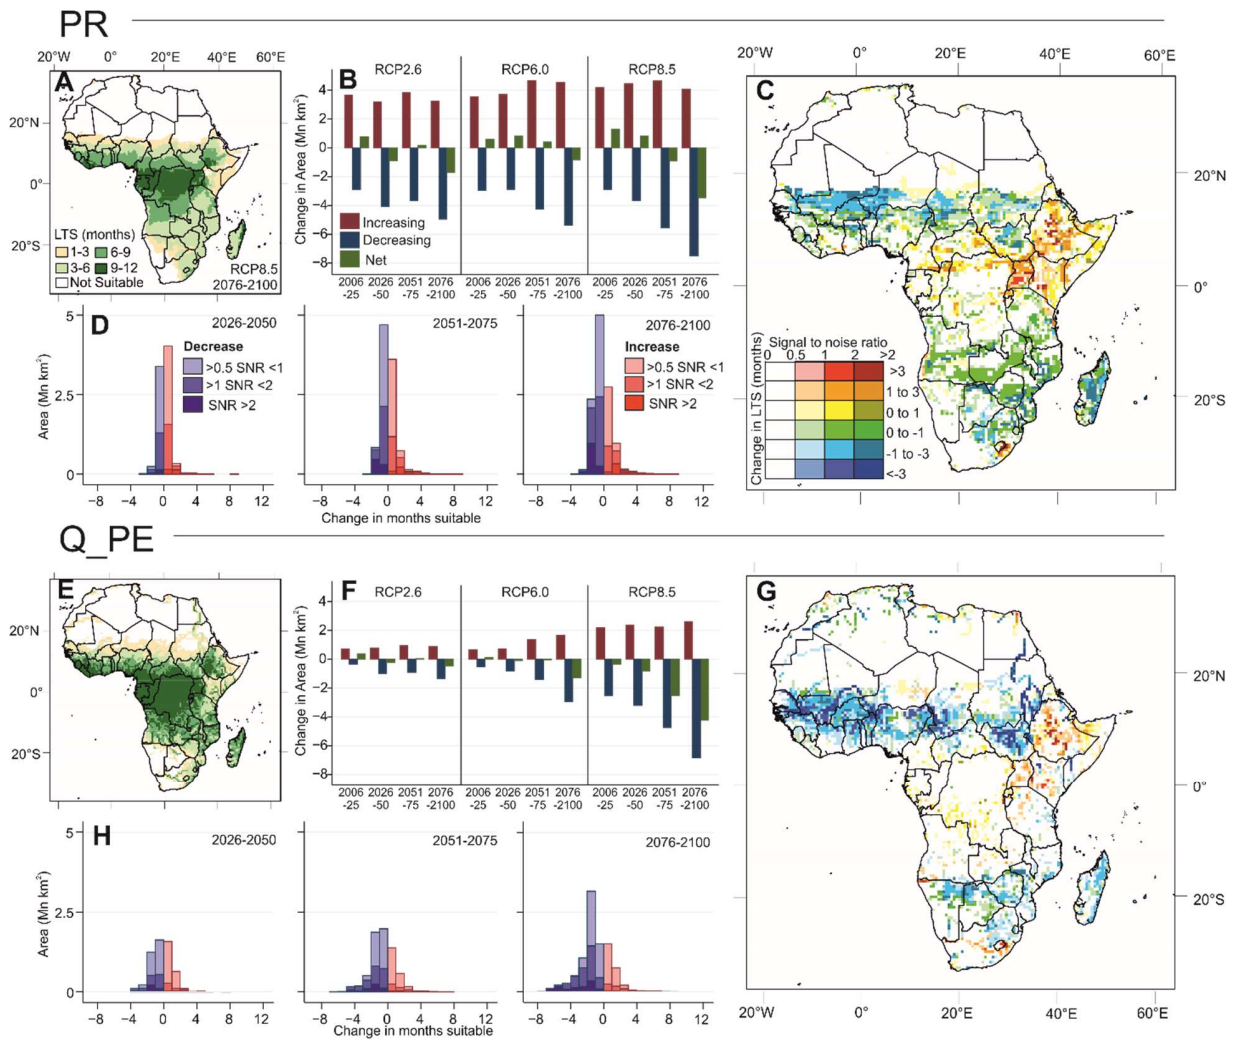 PR
20°W 0° 20°E 40°E 60°E
A
20°N
0°
20°S
LTS (months)
1-3 6-9
3-6 9-12
Not Suitable
RCP8.5
2076-2100
B
RCP2.6 RCP6.0 RCP8.5
Change in Area (Mn km²)
4
2
0
−2
−4
−6
−8
Increasing
Decreasing
Net
2006 2026 2051 2076 2006 2026 2051 2076 2006 2026 2051 2076
-25 -50 -75 -2100 -25 -50 -75 -2100 -25 -50 -75 -2100
20°W 0° 20°E 40°E 60°E
C
20°N
0°
20°S
Signal to noise ratio
0 0.5 1 2 >2
Change in LTS (months)
>3
1 to 3
0 to 1
0 to -1
-1 to -3
<-3
D
2026-2050
2051-2075
2076-2100
Area (Mn km²)
5
2.5
0
Decrease
>0.5 SNR <1
>1 SNR <2
SNR >2
Increase
>0.5 SNR <1
>1 SNR <2
SNR >2
−8 −4 0 4 8 12 −8 −4 0 4 8 12 −8 −4 0 4 8 12
Change in months suitable
Q_PE
E
20°N
0°
20°S
F
RCP2.6 RCP6.0 RCP8.5
Change in Area (Mn km²)
4
2
0
−2
−4
−6
−8
2006 2026 2051 2076 2006 2026 2051 2076 2006 2026 2051 2076
-25 -50 -75 -2100 -25 -50 -75 -2100 -25 -50 -75 -2100
G
20°N
0°
20°S
20°W 0° 20°E 40°E 60°E
H
2026-2050
2051-2075
2076-2100
Area (Mn km²)
5
2.5
0
−8 −4 0 4 8 12 −8 −4 0 4 8 12 −8 −4 0 4 8 12
Change in months suitable